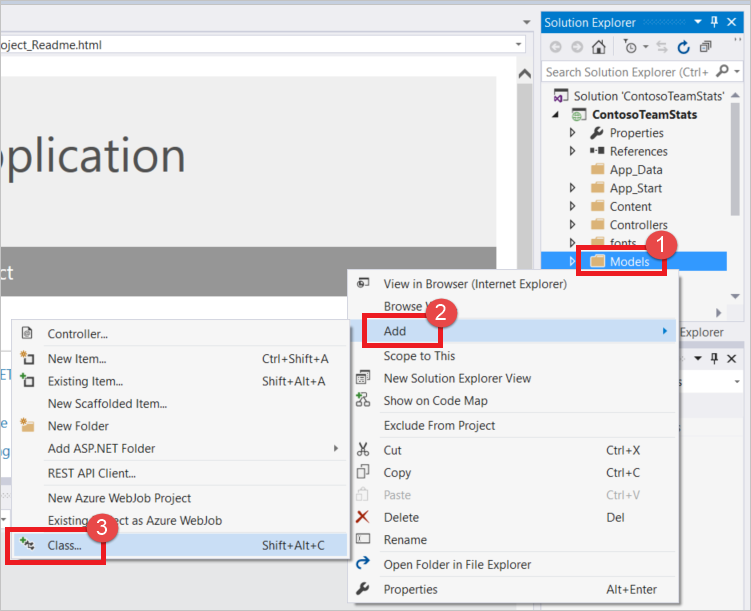 Solution Explorer
oject_Readme.html
Search Solution Explorer (Ctrl+
Solution 'ContosoTeamStats'
ContosoTeamStats
Properties
References
App_Data
App_Start
Content
Controllers
fonts
Models
pplication
ct
1
View in Browser (Internet Explorer)
Browse
2
Add
Scope to This
New Solution Explorer View
Show on Code Map
Exclude From Project
Cut Ctrl+X
Copy Ctrl+C
Paste Ctrl+V
Delete Del
Rename
Open Folder in File Explorer
Properties Alt+Enter
Controller...
New Item... Ctrl+Shift+A
Existing Item... Shift+Alt+A
New Scaffolded Item...
New Folder
Add ASP.NET Folder
REST API Client...
New Azure WebJob Project
Existing ect as Azure WebJob
3
Class... Shift+Alt+C
Explorer